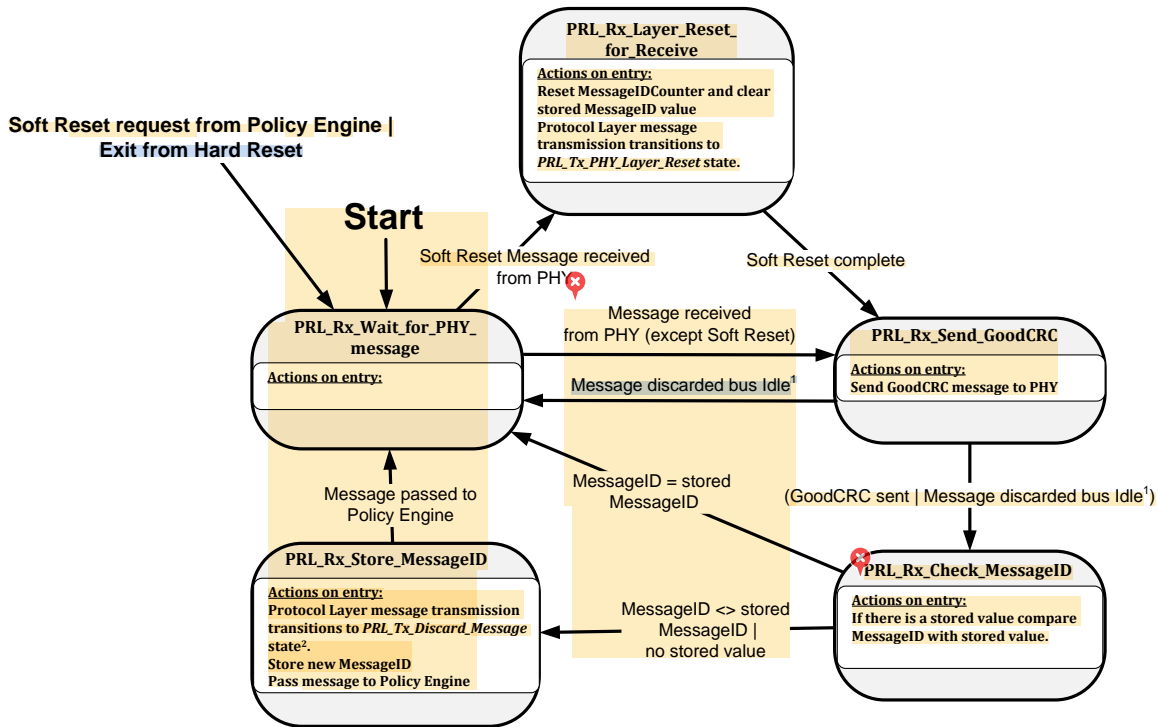 PRL_Rx_Layer_Reset_
for_Receive
Actions on entry:
Reset MessageIDCounter and clear
stored MessageID value
Protocol Layer message
transmission transitions to
PRL_Tx_PHY_Layer_Reset state.
Soft Reset request from Policy Engine |
Exit from Hard Reset
Start
Soft Reset Message received
from PHY
Soft Reset complete
PRL_Rx_Wait_for_PHY_
message
Actions on entry:
Message received
from PHY (except Soft Reset)
PRL_Rx_Send_GoodCRC
Actions on entry:
Send GoodCRC message to PHY
Message discarded bus Idle¹
MessageID = stored
MessageID
(GoodCRC sent | Message discarded bus Idle¹)
Message passed to
Policy Engine
PRL_Rx_Store_MessageID
Actions on entry:
Protocol Layer message transmission
transitions to PRL_Tx_Discard_Message
state².
Store new MessageID
Pass message to Policy Engine
MessageID <> stored
MessageID |
no stored value
PRL_Rx_Check_MessageID
Actions on entry:
If there is a stored value compare
MessageID with stored value.